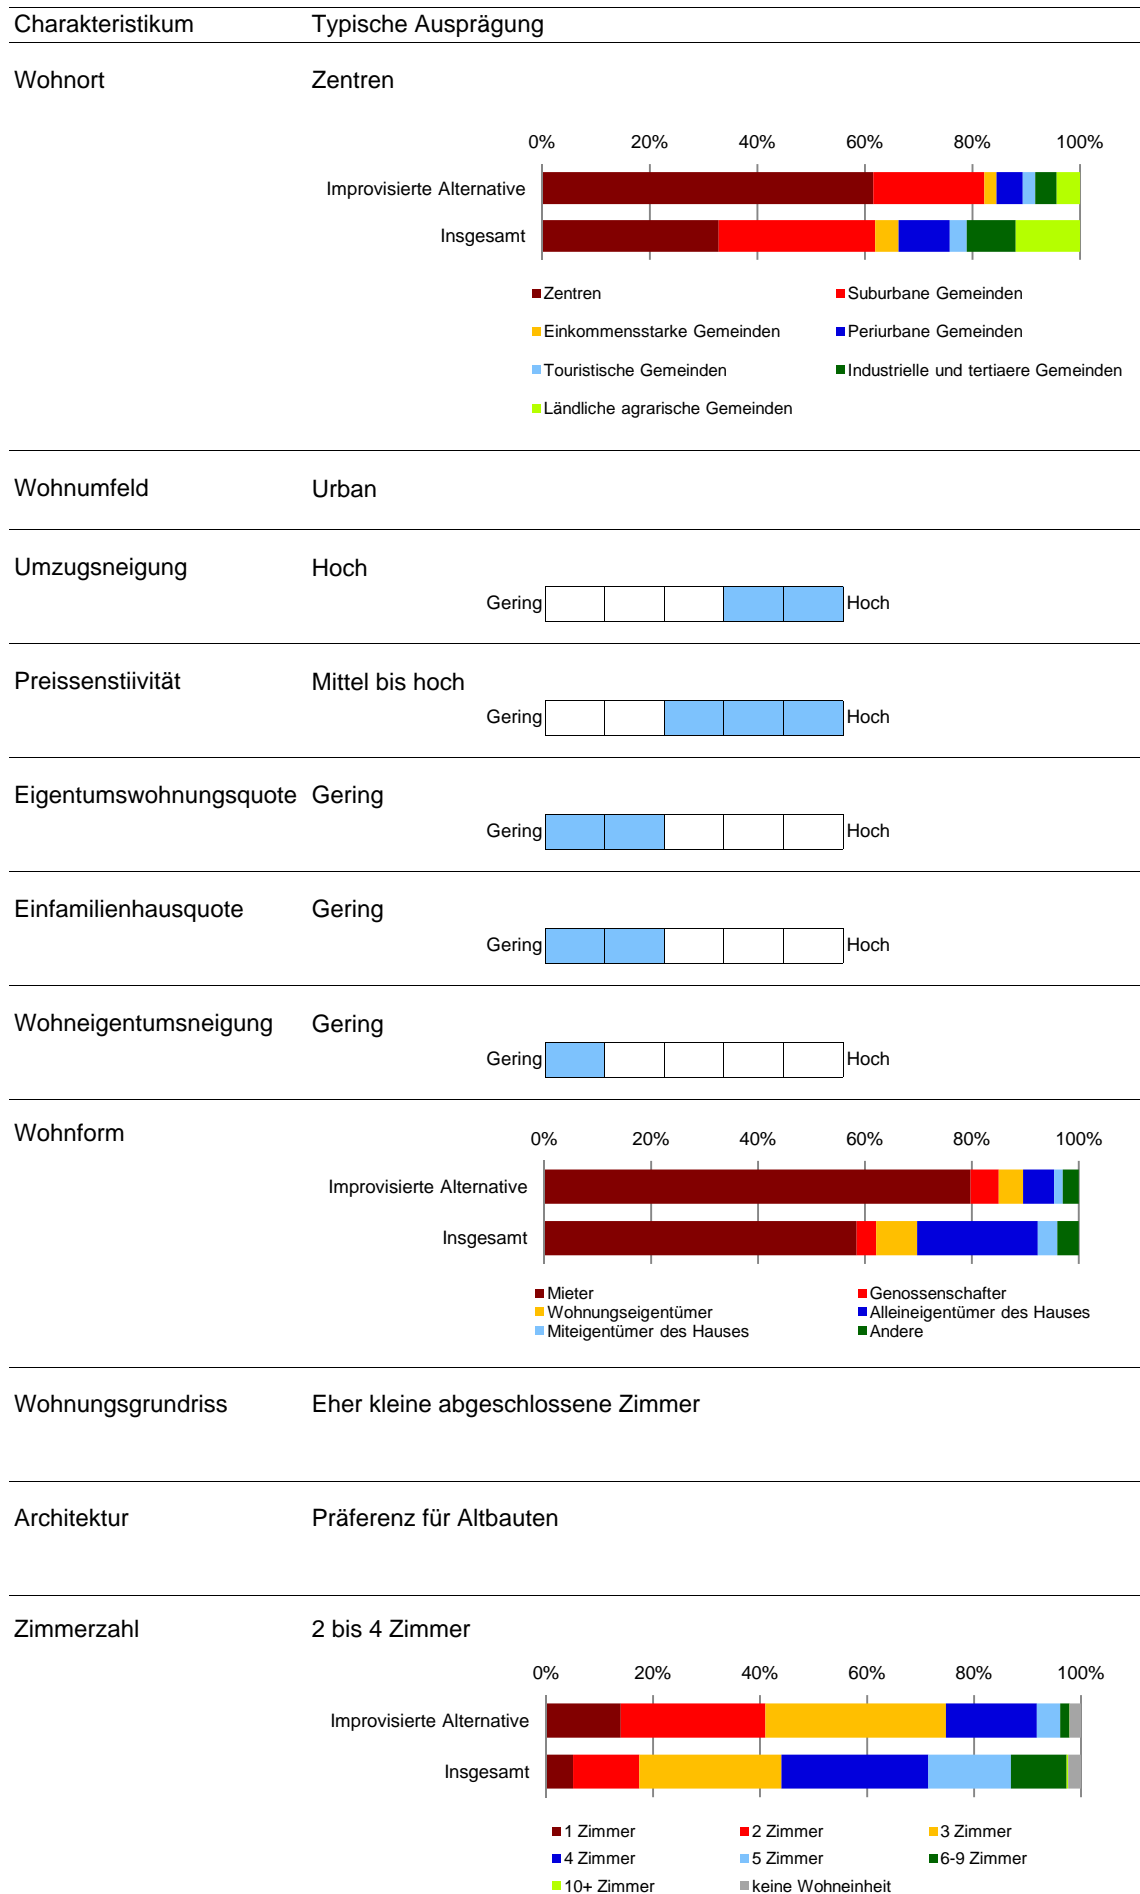 Charakteristikum Typische Ausprägung
Wohnort Zentren
0% 20% 40% 60% 80% 100%
Improvisierte Alternative
Insgesamt
Zentren Suburbane Gemeinden
Einkommensstarke Gemeinden Periurbane Gemeinden
Touristische Gemeinden Industrielle und tertiaere Gemeinden
Ländliche agrarische Gemeinden
Wohnumfeld Urban
Umzugsneigung Hoch
Gering Hoch
Preissenstiivität Mittel bis hoch
Gering Hoch
Eigentumswohnungsquote Gering
Gering Hoch
Einfamilienhausquote Gering
Gering Hoch
Wohneigentumsneigung Gering
Gering Hoch
Wohnform
0% 20% 40% 60% 80% 100%
Improvisierte Alternative
Insgesamt
Mieter Genossenschafter
Wohnungseigentümer Alleineigentümer des Hauses
Miteigentümer des Hauses Andere
Wohnungsgrundriss Eher kleine abgeschlossene Zimmer
Architektur Präferenz für Altbauten
Zimmerzahl 2 bis 4 Zimmer
0% 20% 40% 60% 80% 100%
Improvisierte Alternative
Insgesamt
1 Zimmer 2 Zimmer 3 Zimmer
4 Zimmer 5 Zimmer 6-9 Zimmer
10+ Zimmer keine Wohneinheit